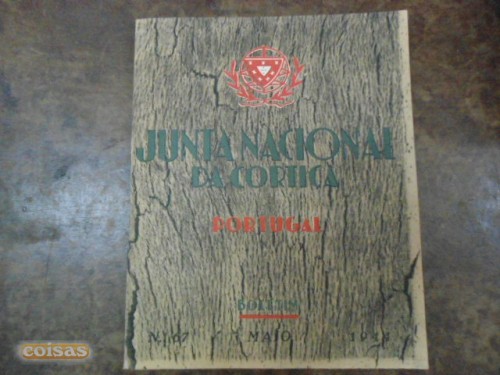 JUNTA NACIONAL
DA CORTIÇA
PORTUGAL
BOLETIM
MAIO
coisas